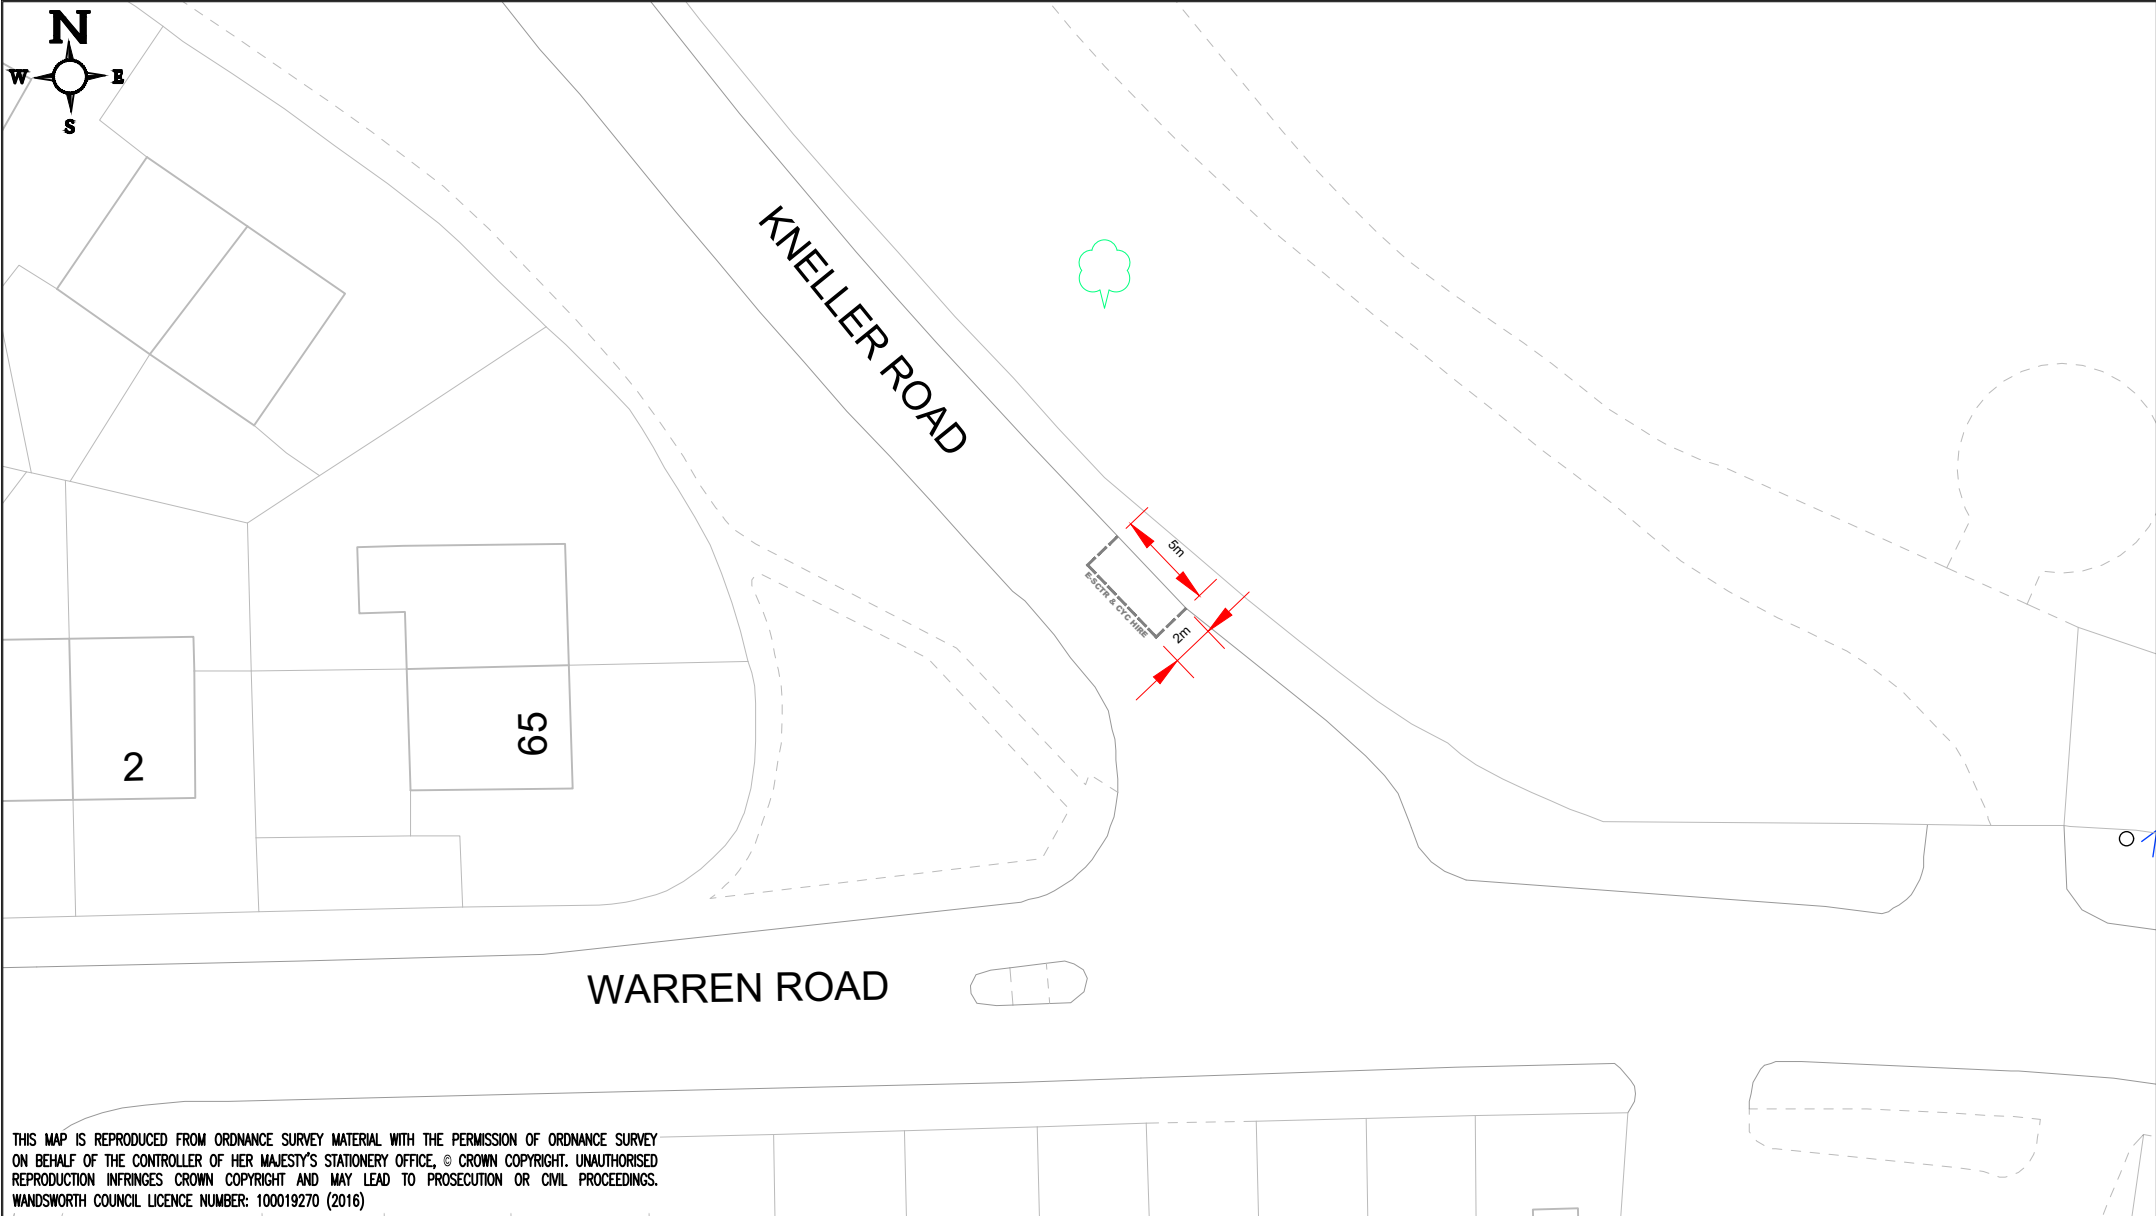 N
W E
S
KNELLER ROAD
5m
E-SCTR & CYC HIRE
2m
65
2
WARREN ROAD
THIS MAP IS REPRODUCED FROM ORDNANCE SURVEY MATERIAL WITH THE PERMISSION OF ORDNANCE SURVEY
ON BEHALF OF THE CONTROLLER OF HER MAJESTY'S STATIONERY OFFICE, © CROWN COPYRIGHT. UNAUTHORISED
REPRODUCTION INFRINGES CROWN COPYRIGHT AND MAY LEAD TO PROSECUTION OR CIVIL PROCEEDINGS.
WANDSWORTH COUNCIL LICENCE NUMBER: 100019270 (2016)